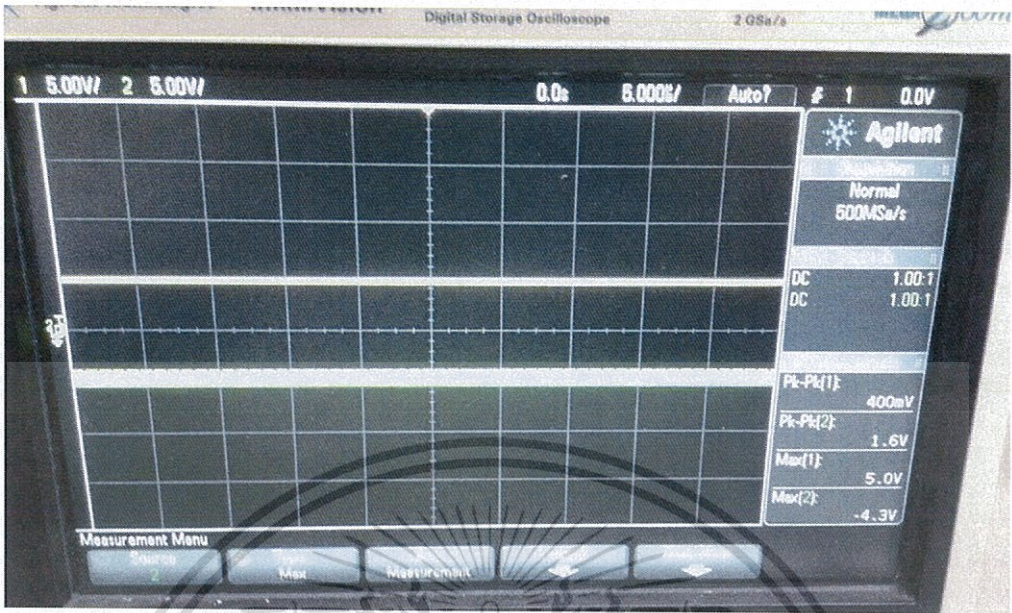 Digital Storage Oscilloscope
2 GSa/s
1 5.00V/ 2 5.00V/ 0.0s 5.000s/ Auto? 1 0.0V
Agilent
Normal
500MSa/s
DC 1.00:1
DC 1.00:1
Pk-Pk(1):
400mV
Pk-Pk(2):
1.6V
Max(1):
5.0V
Max(2):
-4.3V
Measurement Menu
Source
2
Max
Measurement